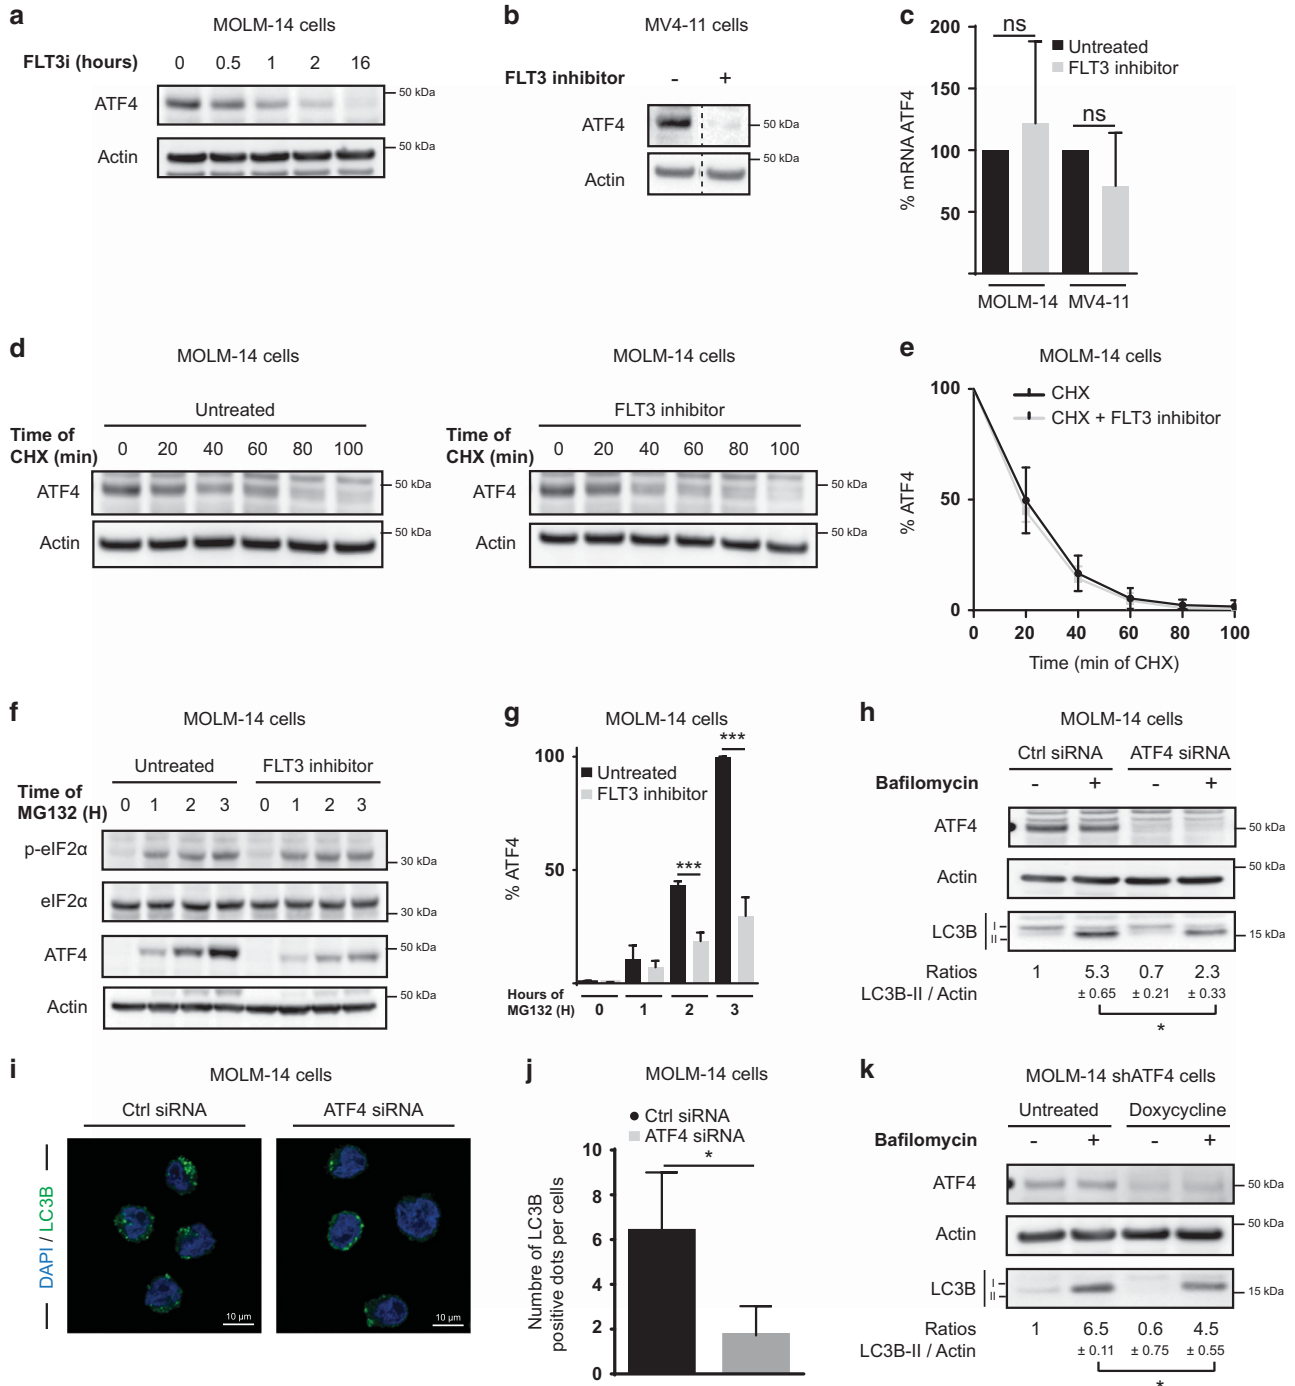 a
MOLM-14 cells
FLT3i (hours) 0 0.5 1 2 16
ATF4
50 kDa
Actin
50 kDa
b
MV4-11 cells
FLT3 inhibitor - +
ATF4
50 kDa
Actin
50 kDa
c
200
150
100
50
% mRNA ATF4
ns
ns
Untreated
FLT3 inhibitor
MOLM-14 MV4-11
d
MOLM-14 cells
Untreated
Time of
CHX (min) 0 20 40 60 80 100
ATF4
50 kDa
Actin
50 kDa
MOLM-14 cells
FLT3 inhibitor
Time of
CHX (min) 0 20 40 60 80 100
ATF4
50 kDa
Actin
50 kDa
e
MOLM-14 cells
100
50
0
% ATF4
CHX
CHX + FLT3 inhibitor
0 20 40 60 80 100
Time (min of CHX)
f
MOLM-14 cells
Untreated FLT3 inhibitor
Time of
MG132 (H) 0 1 2 3 0 1 2 3
p-eIF2α
30 kDa
eIF2α
30 kDa
ATF4
50 kDa
Actin
50 kDa
g
MOLM-14 cells
100
50
% ATF4
Untreated
FLT3 inhibitor
***
***
Hours of
MG132 (H) 0 1 2 3
h
MOLM-14 cells
Ctrl siRNA ATF4 siRNA
Bafilomycin - + - +
ATF4
50 kDa
Actin
50 kDa
LC3B I
II
15 kDa
Ratios 1 5.3 0.7 2.3
LC3B-II / Actin ± 0.65 ± 0.21 ± 0.33
*
i
MOLM-14 cells
Ctrl siRNA ATF4 siRNA
DAPI / LC3B
10 µm
10 µm
j
MOLM-14 cells
Ctrl siRNA
ATF4 siRNA
10
8
6
4
2
0
Numbre of LC3B
positive dots per cells
*
k
MOLM-14 shATF4 cells
Untreated Doxycycline
Bafilomycin - + - +
ATF4
50 kDa
Actin
50 kDa
LC3B I
II
15 kDa
Ratios 1 6.5 0.6 4.5
LC3B-II / Actin ± 0.11 ± 0.75 ± 0.55
*